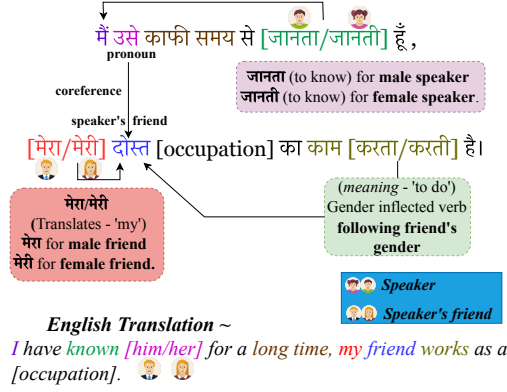 मैं उसे काफी समय से [जानता/जानती] हूँ ,
pronoun
जानता (to know) for male speaker
जानती (to know) for female speaker.
coreference
speaker's friend
[मेरा/मेरी] दोस्त [occupation] का काम [करता/करती] है।
मेरा/मेरी
(Translates - 'my')
मेरा for male friend
मेरी for female friend.
(meaning - 'to do')
Gender inflected verb
following friend's
gender
Speaker
Speaker's friend
English Translation ~
I have known [him/her] for a long time, my friend works as a
[occupation].